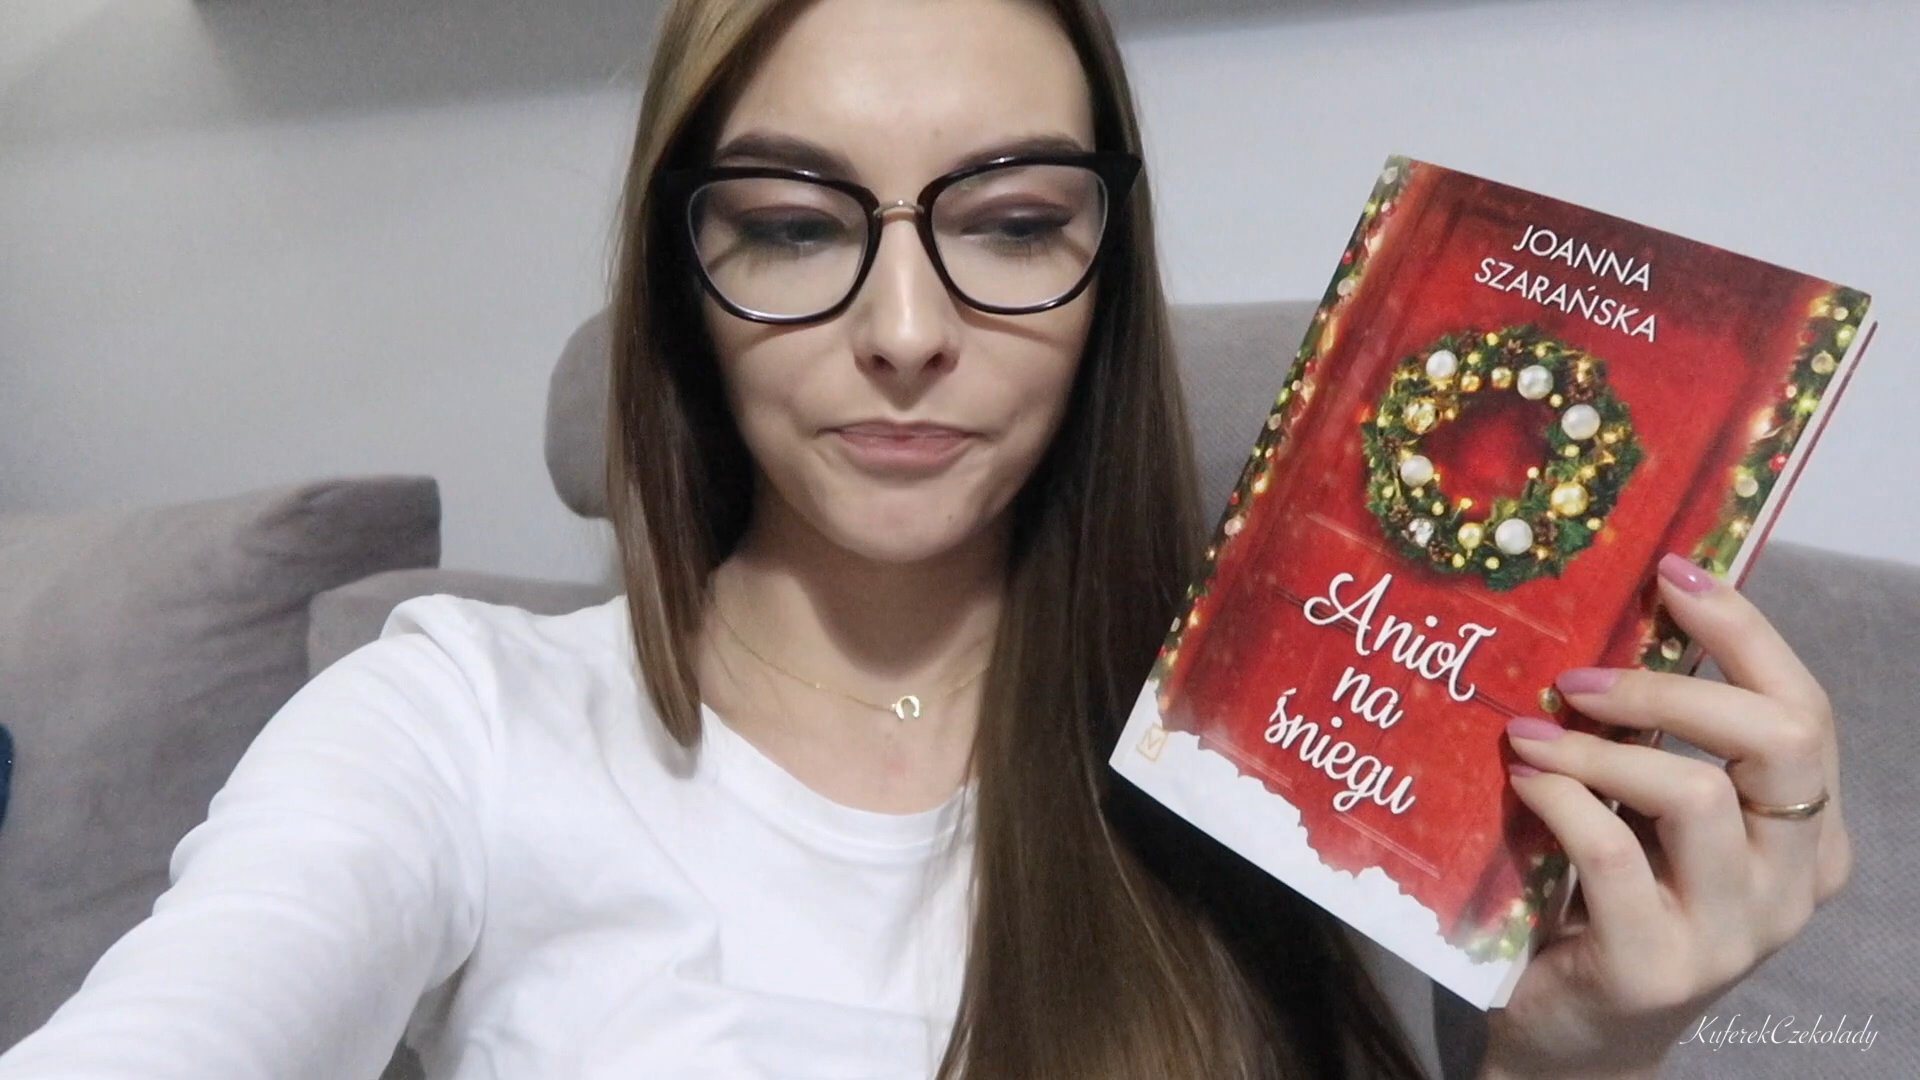 JOANNA
SZARAŃSKA
Anioł
na
śniegu
KuferekCzekolady